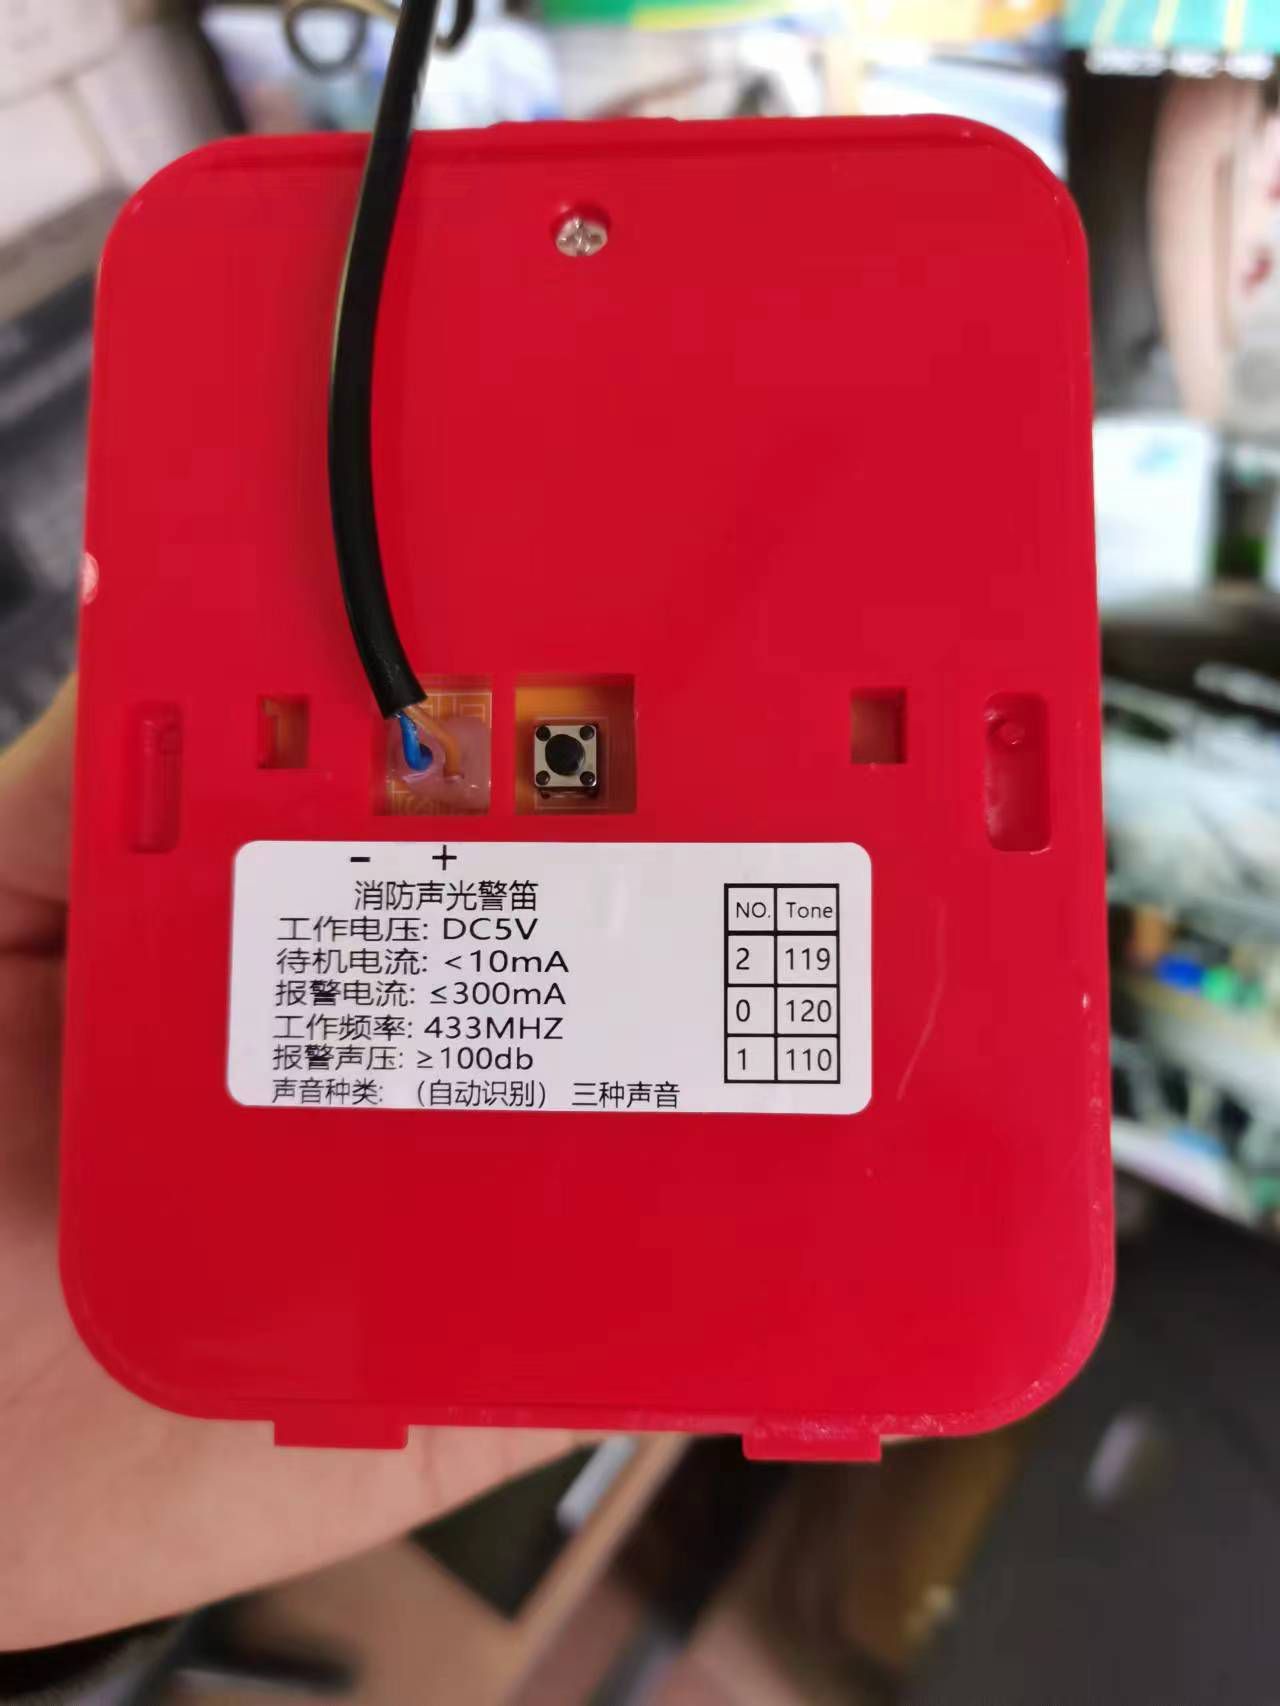 - +
消防声光警笛
工作电压: DC5V
待机电流: <10mA
报警电流: ≤300mA
工作频率: 433MHZ
报警声压: ≥100db
声音种类: （自动识别） 三种声音
NO. Tone
2 119
0 120
1 110